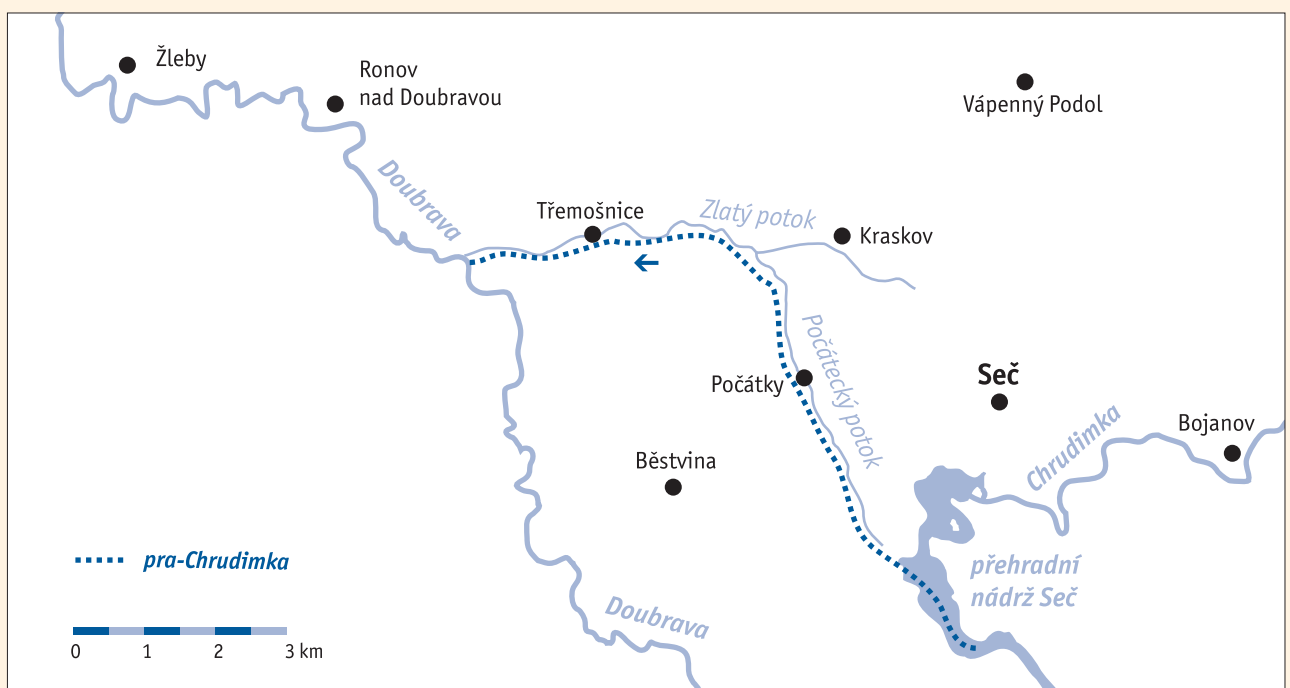 Žleby
Ronov
nad Doubravou
Vápenný Podol
Doubrava
Třemošnice
Zlatý potok
Kraskov
Počátecký potok
Počátky
Seč
Chrudimka
Bojanov
Běstvina
pra-Chrudimka
přehradní
nádrž Seč
Doubrava
0 1 2 3 km